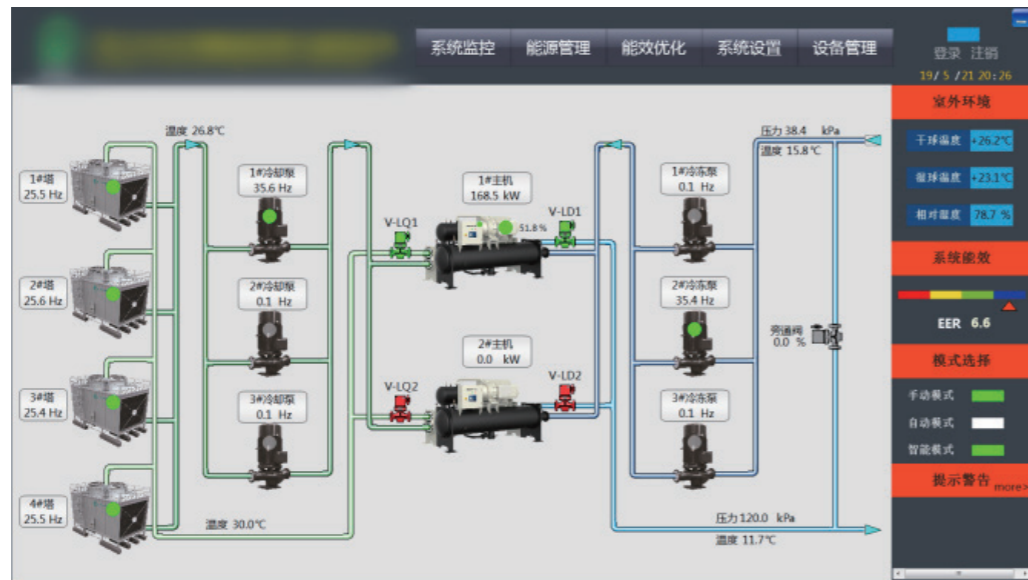 系统监控 能源管理 能效优化 系统设置 设备管理
登录 注销
19/ 5 /21 20:26
室外环境
干球温度 +26.2℃
湿球温度 +23.1℃
相对湿度 78.7 %
系统能效
EER 6.6
模式选择
手动模式
自动模式
智能模式
提示警告 more>
温度 26.8℃
1#塔
25.5 Hz
2#塔
25.6 Hz
3#塔
25.4 Hz
4#塔
25.5 Hz
1#冷却泵
35.6 Hz
2#冷却泵
0.1 Hz
3#冷却泵
0.1 Hz
温度 30.0℃
V-LQ1
V-LQ2
1#主机
168.5 kW
51.8 %
2#主机
0.0 kW
V-LD1
V-LD2
1#冷冻泵
0.1 Hz
2#冷冻泵
35.4 Hz
3#冷冻泵
0.1 Hz
压力 38.4 kPa
温度 15.8℃
旁通阀
0.0 %
压力 120.0 kPa
温度 11.7℃